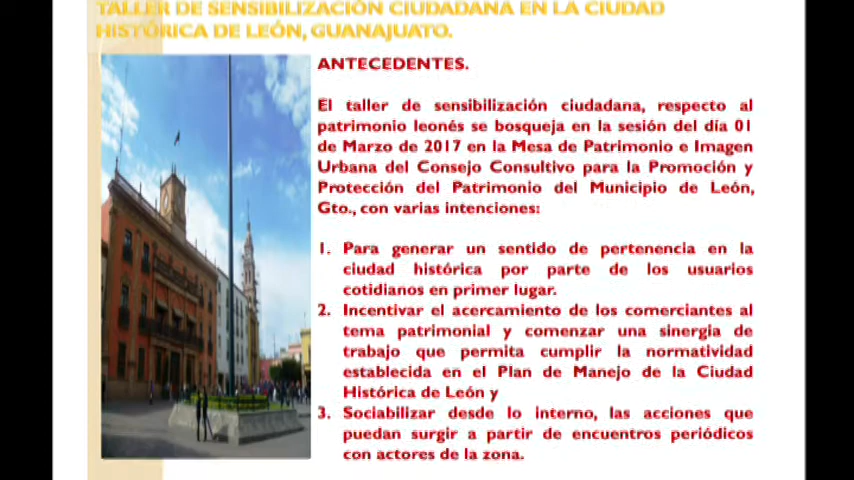 TALLER DE SENSIBILIZACIÓN CIUDADANA EN LA CIUDAD
HISTÓRICA DE LEÓN, GUANAJUATO.
ANTECEDENTES.
El taller de sensibilización ciudadana, respecto al
patrimonio leonés se bosqueja en la sesión del día 01
de Marzo de 2017 en la Mesa de Patrimonio e Imagen
Urbana del Consejo Consultivo para la Promoción y
Protección del Patrimonio del Municipio de León,
Gto., con varias intenciones:
1. Para generar un sentido de pertenencia en la
ciudad histórica por parte de los usuarios
cotidianos en primer lugar.
2. Incentivar el acercamiento de los comerciantes al
tema patrimonial y comenzar una sinergia de
trabajo que permita cumplir la normatividad
establecida en el Plan de Manejo de la Ciudad
Histórica de León y
3. Sociabilizar desde lo interno, las acciones que
puedan surgir a partir de encuentros periódicos
con actores de la zona.